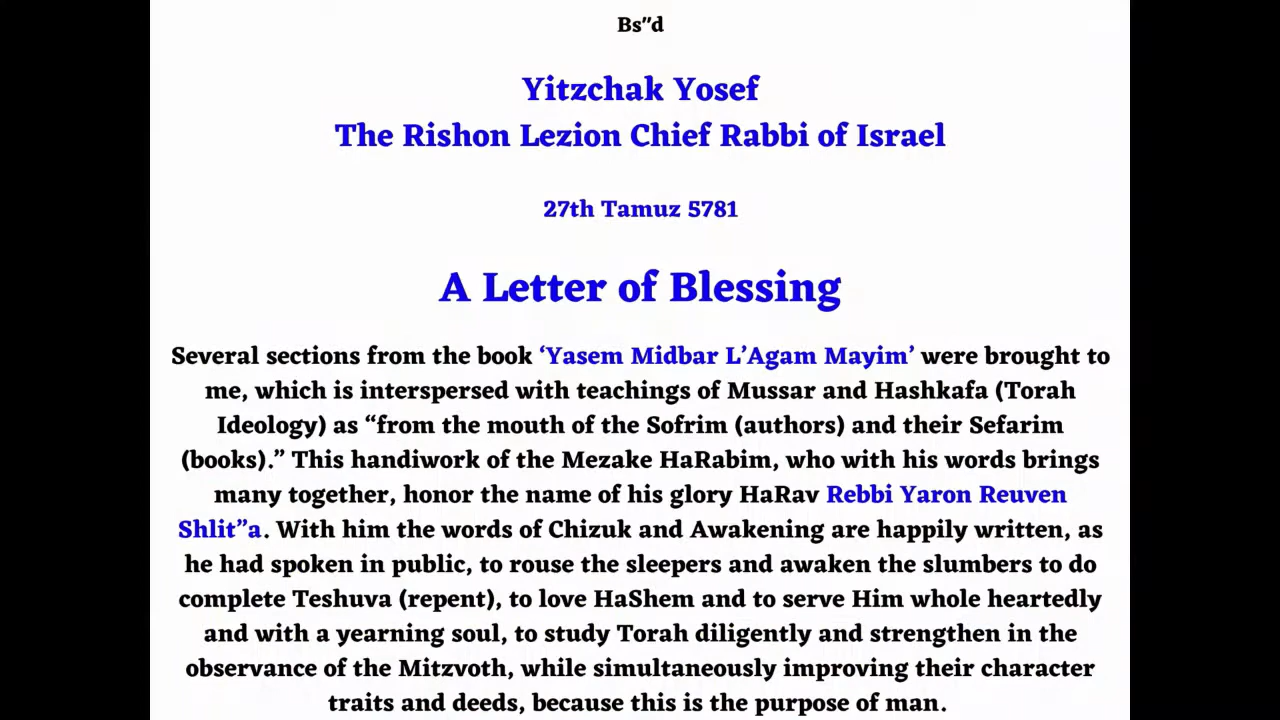 Bs"d
Yitzchak Yosef
The Rishon Lezion Chief Rabbi of Israel
27th Tamuz 5781
A Letter of Blessing
Several sections from the book ‘Yasem Midbar L’Agam Mayim’ were brought to
me, which is interspersed with teachings of Mussar and Hashkafa (Torah
Ideology) as “from the mouth of the Sofrim (authors) and their Sefarim
(books).” This handiwork of the Mezake HaRabim, who with his words brings
many together, honor the name of his glory HaRav Rebbi Yaron Reuven
Shlit”a. With him the words of Chizuk and Awakening are happily written, as
he had spoken in public, to rouse the sleepers and awaken the slumbers to do
complete Teshuva (repent), to love HaShem and to serve Him whole heartedly
and with a yearning soul, to study Torah diligently and strengthen in the
observance of the Mitzvoth, while simultaneously improving their character
traits and deeds, because this is the purpose of man.